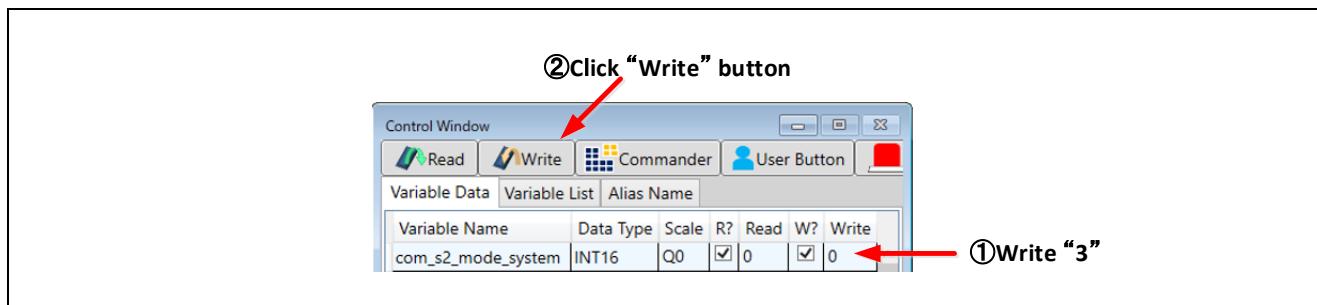 ②Click “Write” button
Control Window
Read Write Commander User Button
Variable Data Variable List Alias Name
Variable Name Data Type Scale R? Read W? Write
com_s2_mode_system INT16 Q0 0 0
①Write “3”